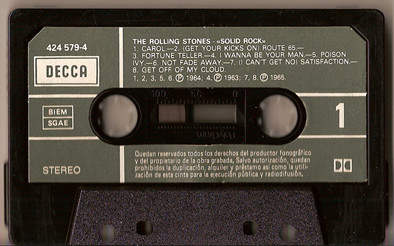 424 579-4
DECCA
THE ROLLING STONES - «SOLID ROCK»
1. CAROL.—2. (GET YOUR KICKS ON) ROUTE 65.—
3. FORTUNE TELLER.—4. I WANNA BE YOUR MAN.—5. POISON
IVY.—6. NOT FADE AWAY.—7. (I CAN'T GET NO) SATISFACTION.—
8. GET OFF OF MY CLOUD.
1, 2, 3, 5, 6, Ⓟ 1964; 4, Ⓟ 1963; 7, 8, Ⓟ 1965.
BIEM
SGAE
100
50
0
1
STEREO
Quedan reservados todos los derechos del productor fonográfico
y del propietario de la obra grabada. Salvo autorización, quedan
prohibidos la duplicación, alquiler y préstamo así como la utili-
zación de esta cinta para la ejecución pública y radiodifusión.